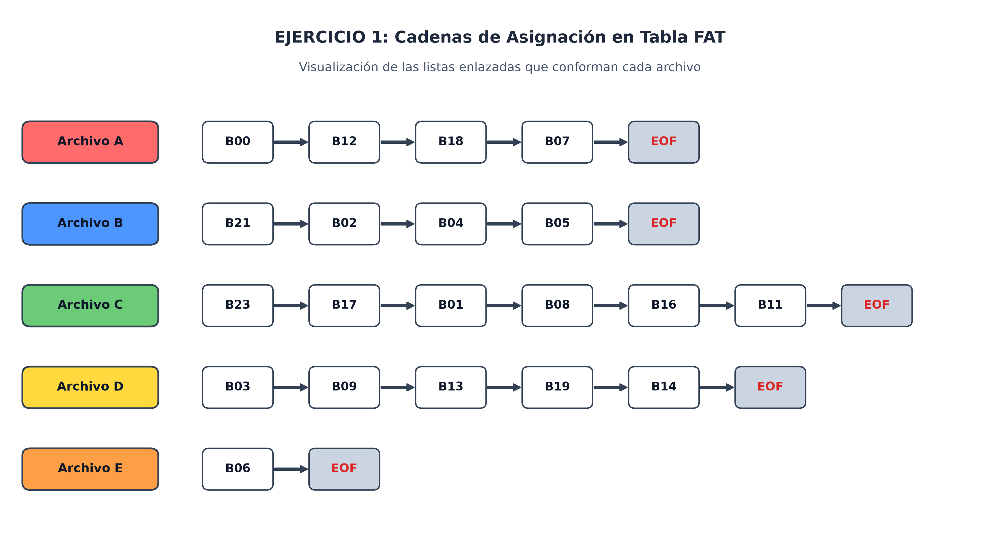 EJERCICIO 1: Cadenas de Asignación en Tabla FAT
Visualización de las listas enlazadas que conforman cada archivo
Archivo A B00 B12 B18 B07 EOF
Archivo B B21 B02 B04 B05 EOF
Archivo C B23 B17 B01 B08 B16 B11 EOF
Archivo D B03 B09 B13 B19 B14 EOF
Archivo E B06 EOF